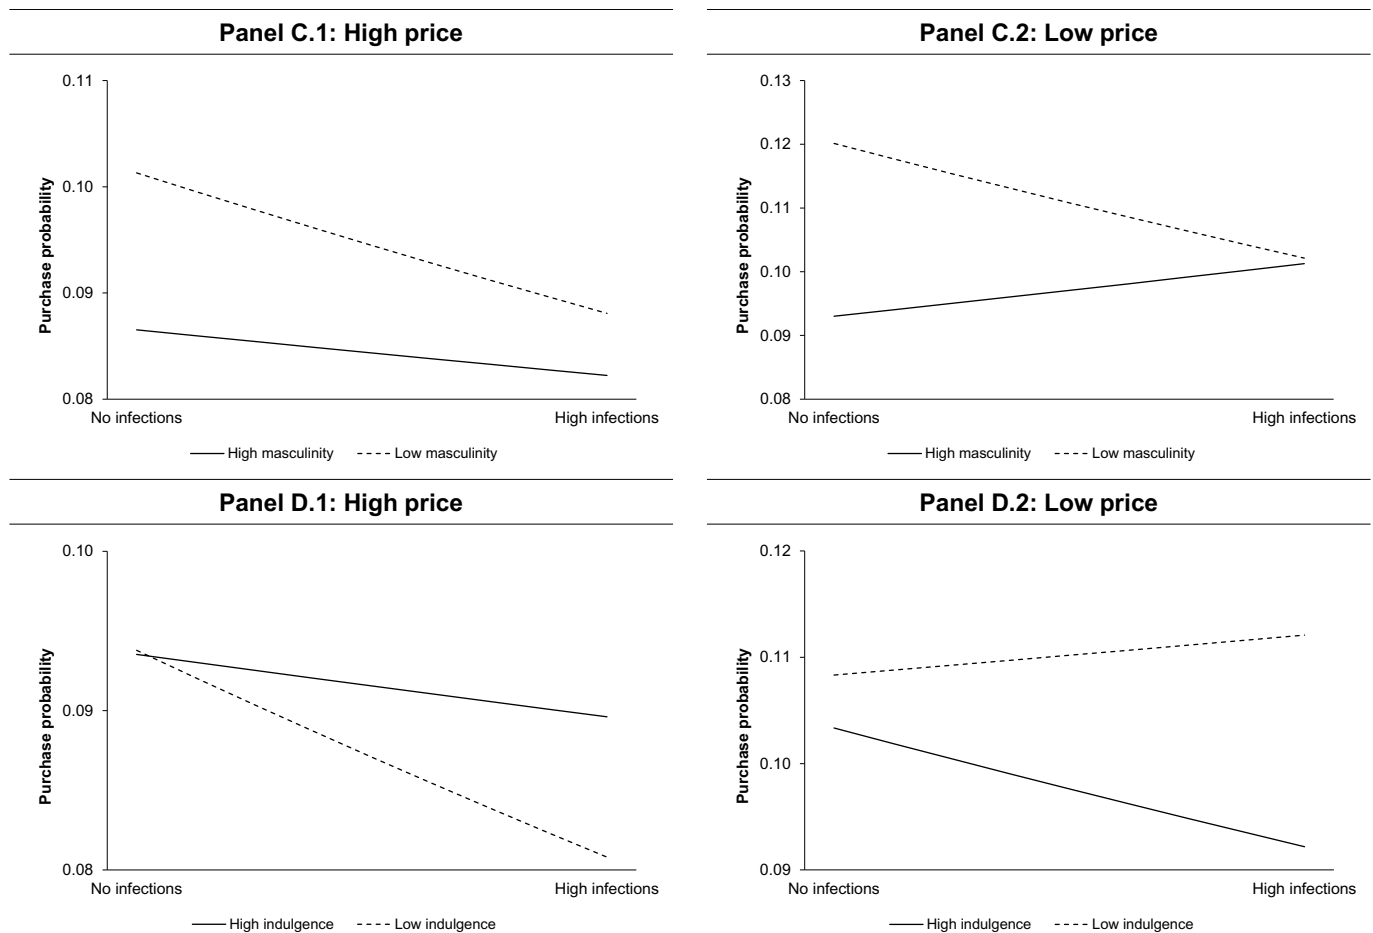 Panel C.1: High price
0.11
0.10
0.09
0.08
Purchase probability
No infections
High infections
High masculinity
Low masculinity
Panel C.2: Low price
0.13
0.12
0.11
0.10
0.09
0.08
Purchase probability
No infections
High infections
High masculinity
Low masculinity
Panel D.1: High price
0.10
0.09
0.08
Purchase probability
No infections
High infections
High indulgence
Low indulgence
Panel D.2: Low price
0.12
0.11
0.10
0.09
Purchase probability
No infections
High infections
High indulgence
Low indulgence